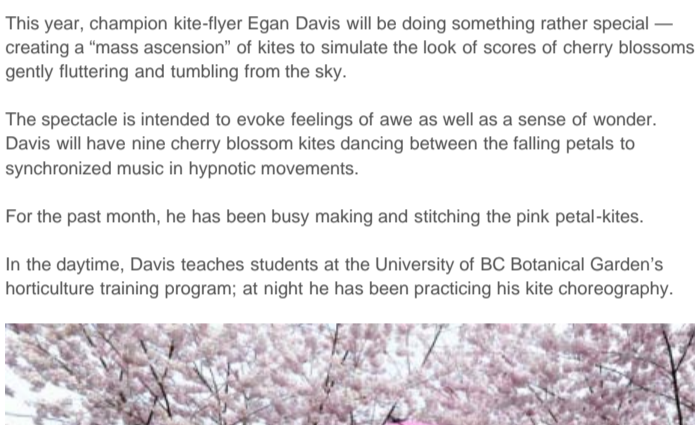 This year, champion kite-flyer Egan Davis will be doing something rather special —
creating a “mass ascension” of kites to simulate the look of scores of cherry blossoms
gently fluttering and tumbling from the sky.
The spectacle is intended to evoke feelings of awe as well as a sense of wonder.
Davis will have nine cherry blossom kites dancing between the falling petals to
synchronized music in hypnotic movements.
For the past month, he has been busy making and stitching the pink petal-kites.
In the daytime, Davis teaches students at the University of BC Botanical Garden’s
horticulture training program; at night he has been practicing his kite choreography.